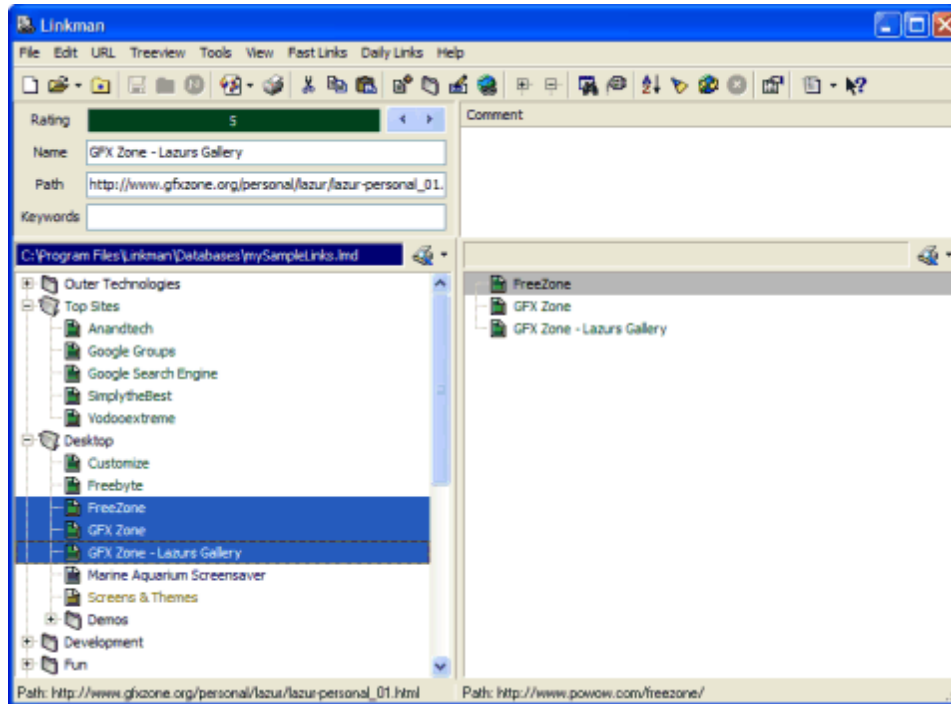 Linkman
File Edit URL Treeview Tools View Fast Links Daily Links Help
Rating 5
Comment
Name GFX Zone - Lazurs Gallery
Path http://www.gfxzone.org/personal/lazur/lazur-personal_01.
Keywords
C:\Program Files\Linkman\Databases\mySampleLinks.lmd
Outer Technologies
Top Sites
Anandtech
Google Groups
Google Search Engine
SimplytheBest
Vodooextreme
Desktop
Customize
Freebyte
FreeZone
GFX Zone
GFX Zone - Lazurs Gallery
Marine Aquarium Screensaver
Screens & Themes
Demos
Development
Fun
FreeZone
GFX Zone
GFX Zone - Lazurs Gallery
Path: http://www.gfxzone.org/personal/lazur/lazur-personal_01.html
Path: http://www.powow.com/freezone/